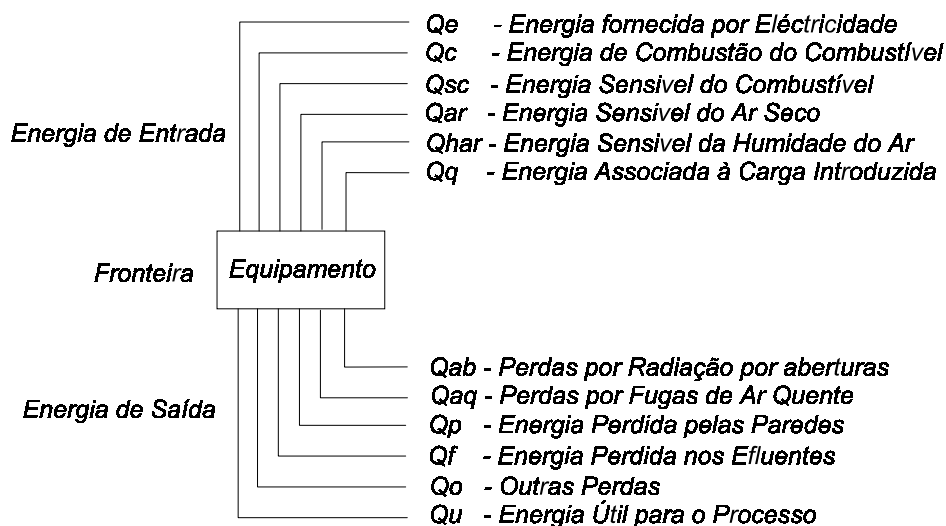 Qe - Energia fornecida por Eléctricidade
Qc - Energia de Combustão do Combustível
Qsc - Energia Sensivel do Combustível
Energia de Entrada
Qar - Energia Sensivel do Ar Seco
Qhar - Energia Sensivel da Humidade do Ar
Qq - Energia Associada à Carga Introduzida
Fronteira
Equipamento
Qab - Perdas por Radiação por aberturas
Energia de Saída
Qaq - Perdas por Fugas de Ar Quente
Qp - Energia Perdida pelas Paredes
Qf - Energia Perdida nos Efluentes
Qo - Outras Perdas
Qu - Energia Útil para o Processo